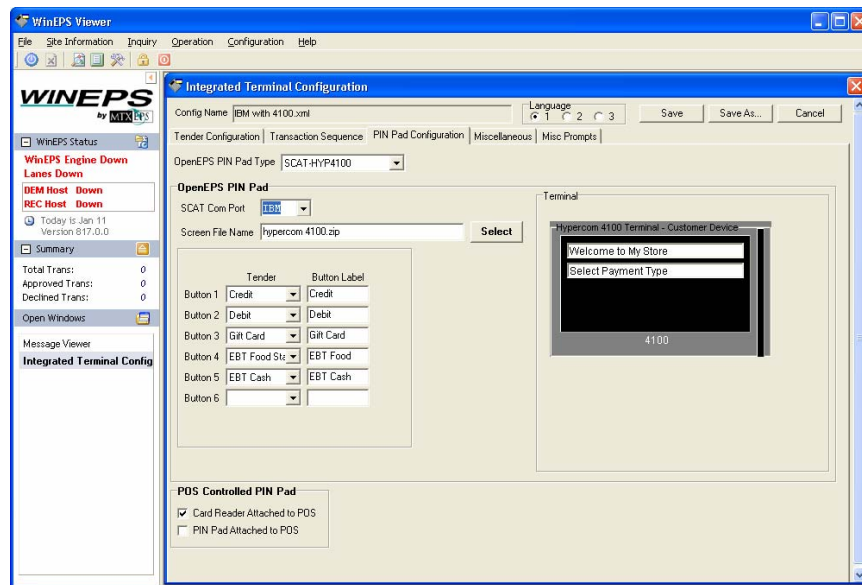 WinEPS Viewer
File Site Information Inquiry Operation Configuration Help
WINEPS
by MTX EPS
WinEPS Status
WinEPS Engine Down
Lanes Down
DEM Host Down
REC Host Down
Today is Jan 11
Version 817.0.0
Summary
Total Trans: 0
Approved Trans: 0
Declined Trans: 0
Open Windows
Message Viewer
Integrated Terminal Config
Integrated Terminal Configuration
Config Name IBM with 4100.xml
Language
1 2 3
Save Save As... Cancel
Tender Configuration Transaction Sequence PIN Pad Configuration Miscellaneous Misc Prompts
OpenEPS PIN Pad Type SCAT-HYP4100
OpenEPS PIN Pad
SCAT Com Port IBM
Screen File Name hypercom 4100.zip Select
Tender Button Label
Button 1 Credit Credit
Button 2 Debit Debit
Button 3 Gift Card Gift Card
Button 4 EBT Food Sta EBT Food
Button 5 EBT Cash EBT Cash
Button 6
Terminal
Hypercom 4100 Terminal - Customer Device
Welcome to My Store
Select Payment Type
4100
POS Controlled PIN Pad
Card Reader Attached to POS
PIN Pad Attached to POS